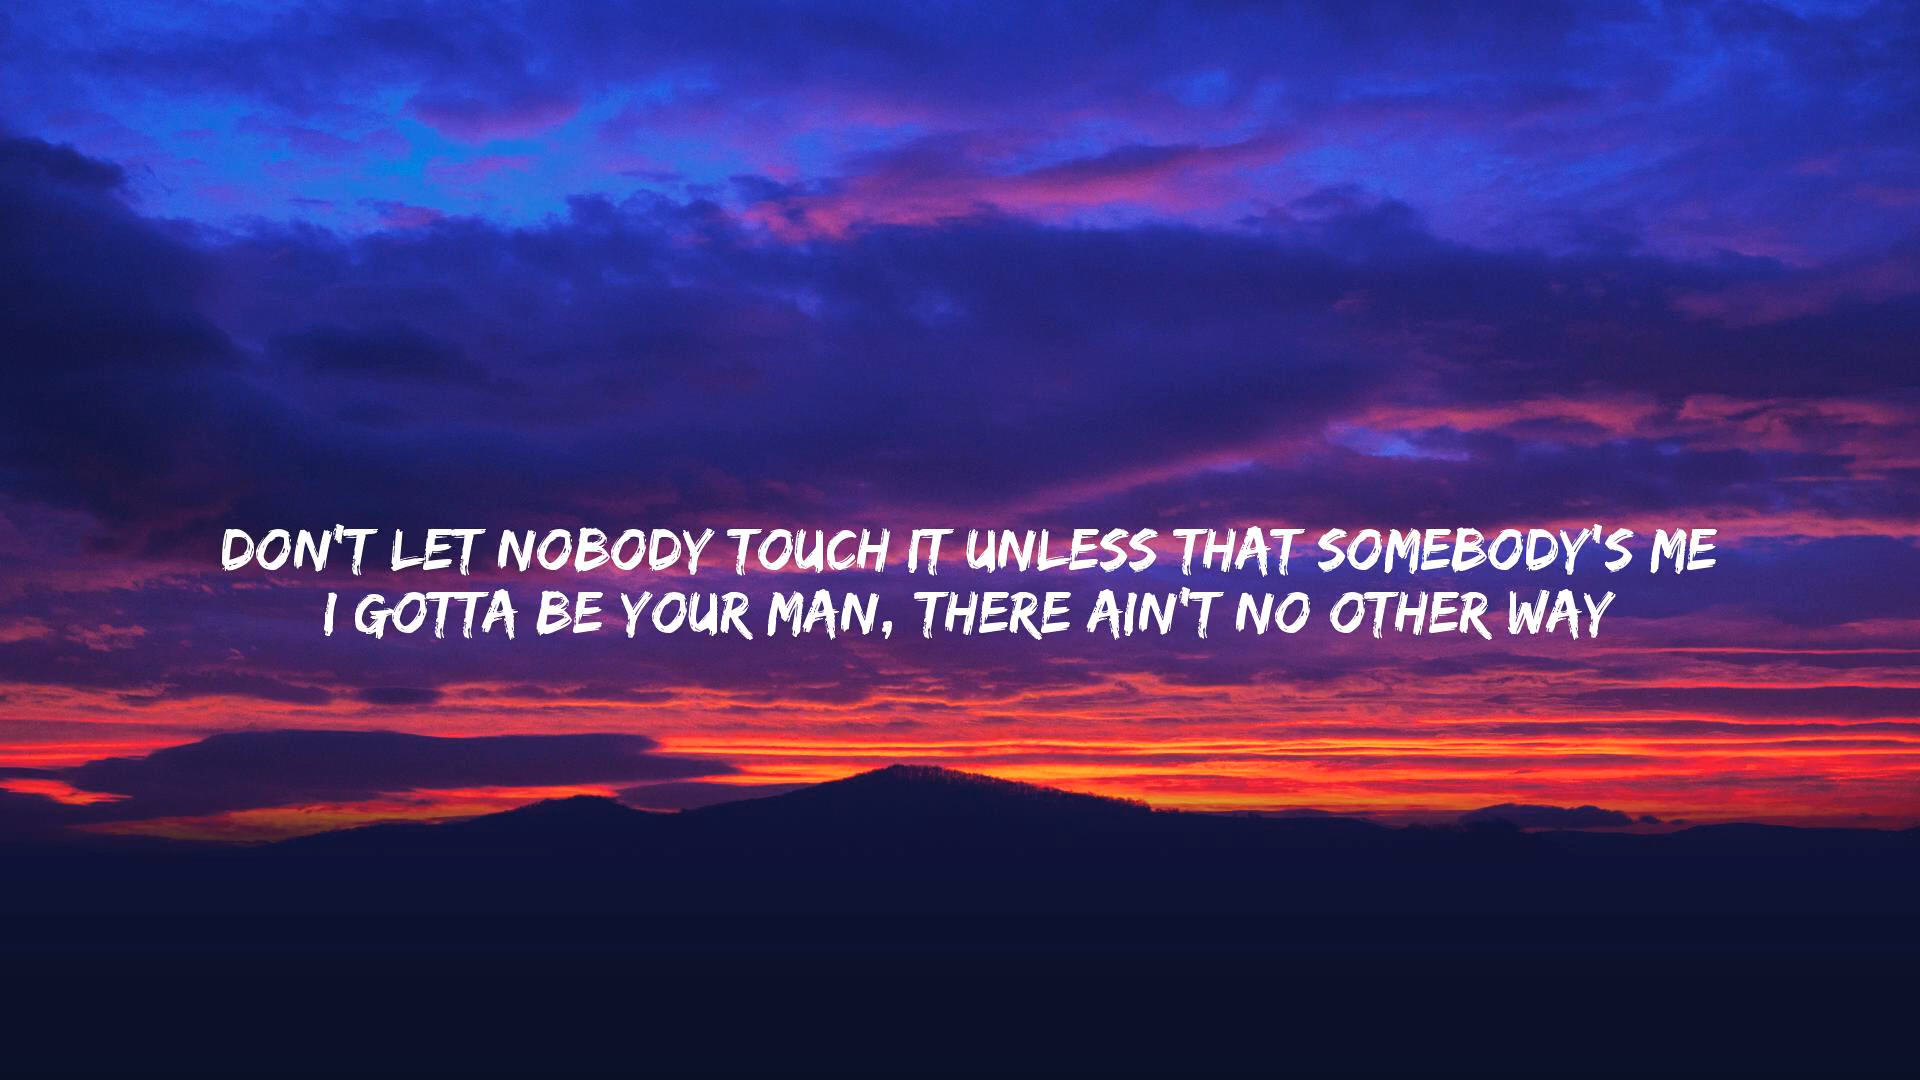 DON'T LET NOBODY TOUCH IT UNLESS THAT SOMEBODY'S ME
I GOTTA BE YOUR MAN, THERE AIN'T NO OTHER WAY